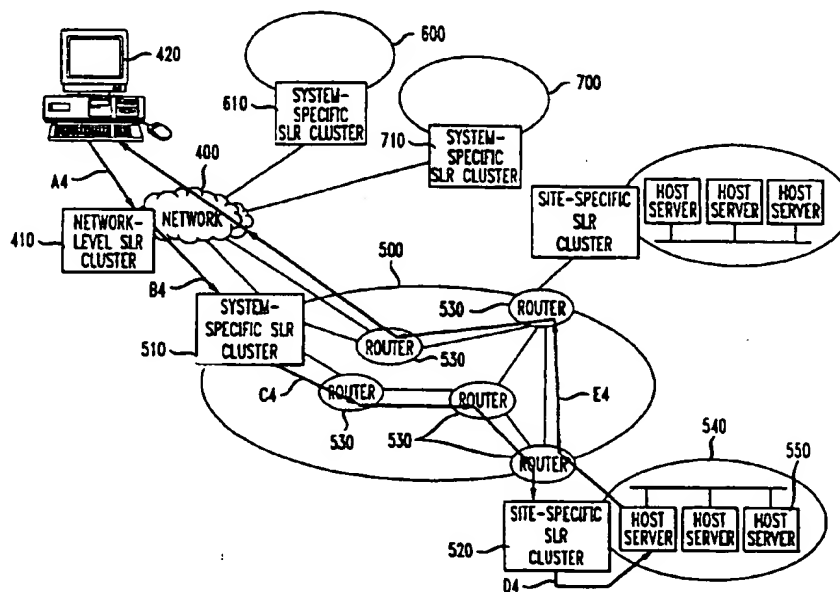 420
600
610
SYSTEM-
SPECIFIC
SLR CLUSTER
700
710
SYSTEM-
SPECIFIC
SLR CLUSTER
A4
400
NETWORK
410
NETWORK-
LEVEL SLR
CLUSTER
B4
SITE-SPECIFIC
SLR
CLUSTER
HOST
SERVER
HOST
SERVER
HOST
SERVER
500
510
SYSTEM-
SPECIFIC SLR
CLUSTER
530
ROUTER
ROUTER
530
C4
ROUTER
530
ROUTER
530
E4
ROUTER
540
550
520
SITE-SPECIFIC
SLR
CLUSTER
HOST
SERVER
HOST
SERVER
HOST
SERVER
D4